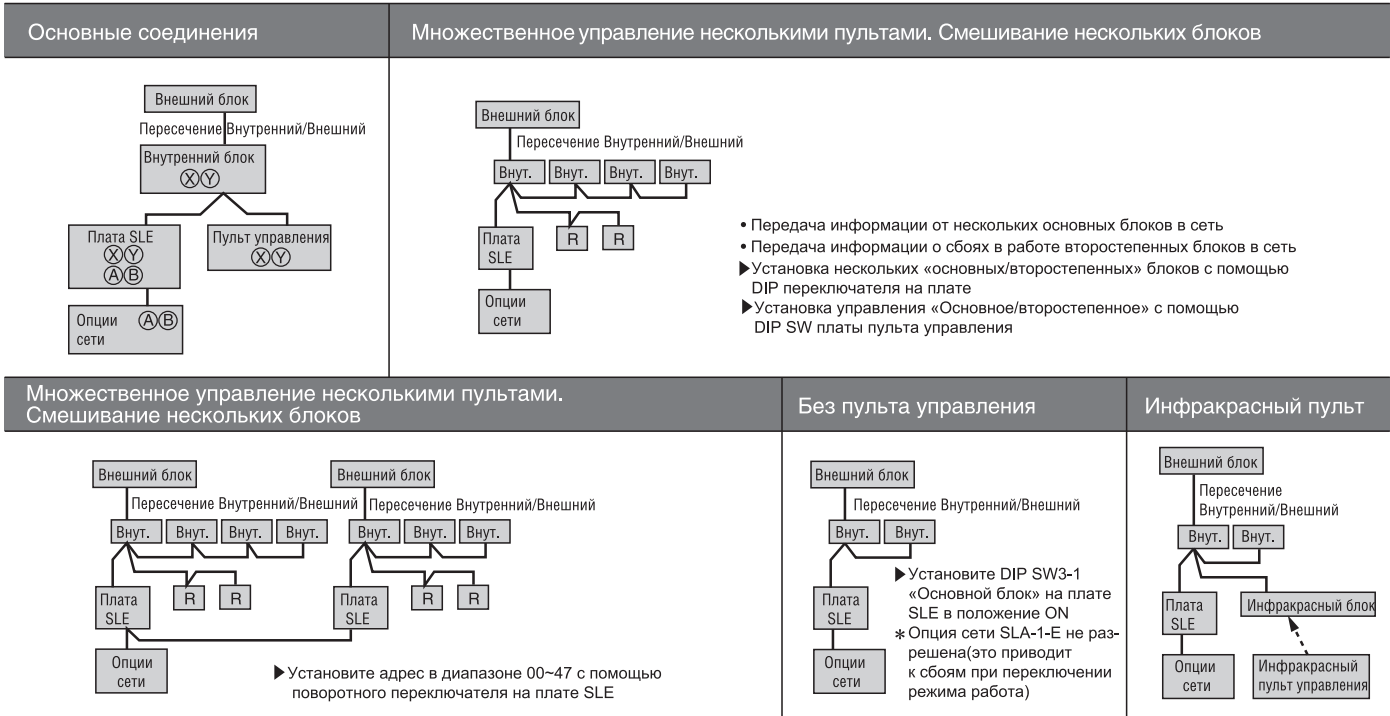 Основные соединения
Множественное управление несколькими пультами. Смешивание нескольких блоков
Внешний блок
Пересечение Внутренний/Внешний
Внутренний блок
Ⓧ Ⓨ
Плата SLE
Ⓧ Ⓨ
Ⓐ Ⓑ
Пульт управления
Ⓧ Ⓨ
Опции Ⓐ Ⓑ
сети
Внешний блок
Пересечение Внутренний/Внешний
Внут. Внут. Внут. Внут.
Плата
SLE
R R
Опции
сети
• Передача информации от нескольких основных блоков в сеть
• Передача информации о сбоях в работе второстепенных блоков в сеть
▶Установка нескольких «основных/второстепенных» блоков с помощью
DIP переключателя на плате
▶Установка управления «Основное/второстепенное» с помощью
DIP SW платы пульта управления
Множественное управление несколькими пультами.
Смешивание нескольких блоков
Внешний блок
Пересечение Внутренний/Внешний
Внут. Внут. Внут. Внут.
Плата
SLE
R R
Опции
сети
Внешний блок
Пересечение Внутренний/Внешний
Внут. Внут. Внут.
Плата
SLE
R R
▶Установите адрес в диапазоне 00~47 с помощью
поворотного переключателя на плате SLE
Без пульта управления
Внешний блок
Пересечение Внутренний/Внешний
Внут. Внут.
Плата
SLE
Опции
сети
▶Установите DIP SW3-1
«Основной блок» на плате
SLE в положение ON
* Опция сети SLA-1-E не раз-
решена(это приводит
к сбоям при переключении
режима работа)
Инфракрасный пульт
Внешний блок
Пересечение
Внутренний/Внешний
Внут. Внут.
Плата
SLE
Инфракрасный блок
Опции
сети
Инфракрасный
пульт управления